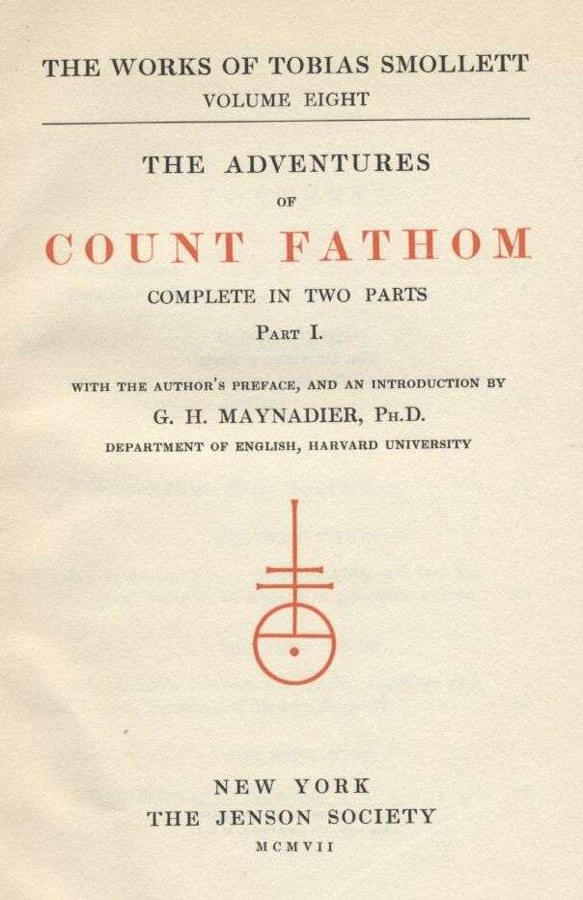 THE WORKS OF TOBIAS SMOLLETT
VOLUME EIGHT
THE ADVENTURES
OF
COUNT FATHOM
COMPLETE IN TWO PARTS
PART I.
WITH THE AUTHOR'S PREFACE, AND AN INTRODUCTION BY
G. H. MAYNADIER, PH.D.
DEPARTMENT OF ENGLISH, HARVARD UNIVERSITY
NEW YORK
THE JENSON SOCIETY
MCMVII